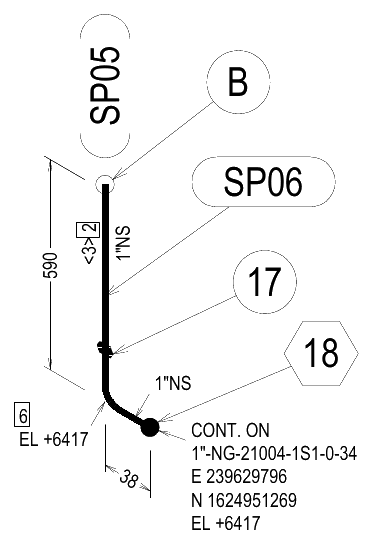 SP05
B
SP06
<3> 2
1"NS
590
17
18
1"NS
6
EL +6417
38
CONT. ON
1"-NG-21004-1S1-0-34
E 239629796
N 1624951269
EL +6417